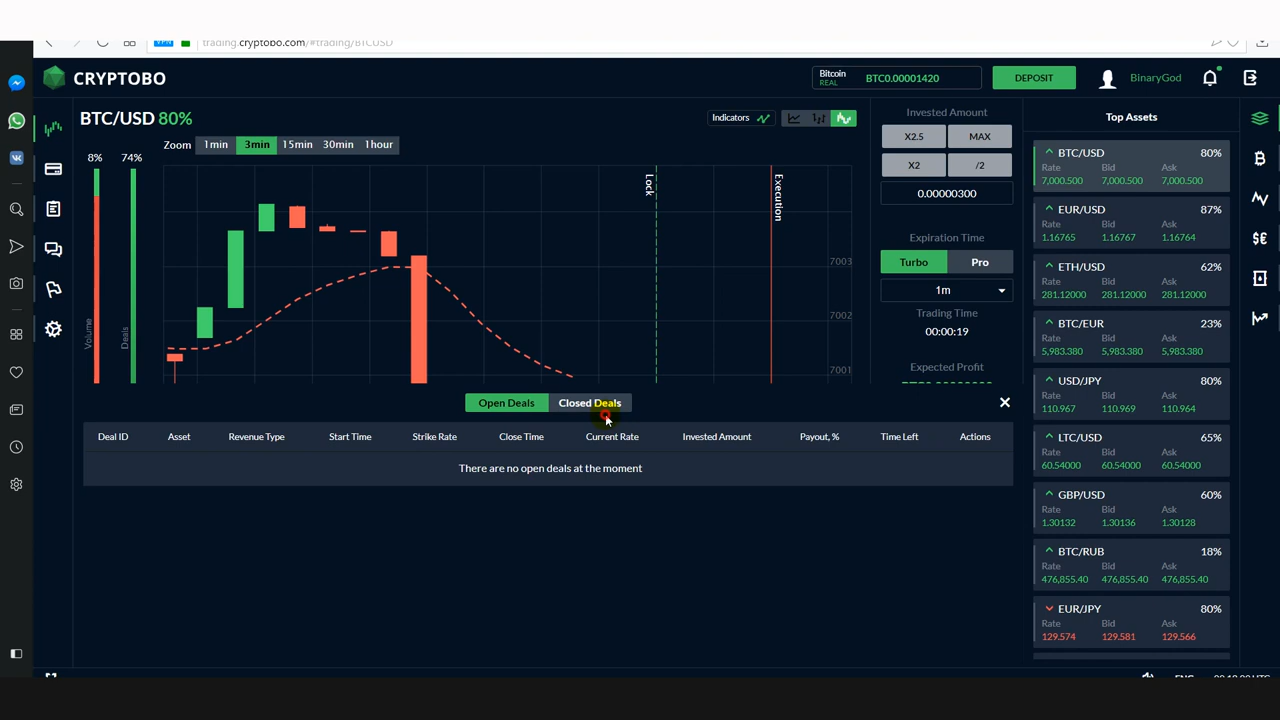 VPN trading.cryptobo.com/#trading/BTCUSD
CRYPTOBO
Bitcoin
REAL
BTC0.00001420
DEPOSIT
BinaryGod
BTC/USD 80%
Indicators
Zoom 1min 3min 15min 30min 1hour
8% 74%
Volume
Deals
Lock
Execution
7003
7002
7001
Invested Amount
X2.5 MAX
X2 /2
0.00000300
Expiration Time
Turbo Pro
1m
Trading Time
00:00:19
Expected Profit
Top Assets
BTC/USD 80%
Rate Bid Ask
7,000.500 7,000.500 7,000.500
EUR/USD 87%
Rate Bid Ask
1.16765 1.16767 1.16764
ETH/USD 62%
Rate Bid Ask
281.12000 281.12000 281.12000
BTC/EUR 23%
Rate Bid Ask
5,983.380 5,983.380 5,983.380
USD/JPY 80%
Rate Bid Ask
110.967 110.969 110.964
LTC/USD 65%
Rate Bid Ask
60.54000 60.54000 60.54000
GBP/USD 60%
Rate Bid Ask
1.30132 1.30136 1.30128
BTC/RUB 18%
Rate Bid Ask
476,855.40 476,855.40 476,855.40
EUR/JPY 80%
Rate Bid Ask
129.574 129.581 129.566
Open Deals Closed Deals
Deal ID Asset Revenue Type Start Time Strike Rate Close Time Current Rate Invested Amount Payout, % Time Left Actions
There are no open deals at the moment